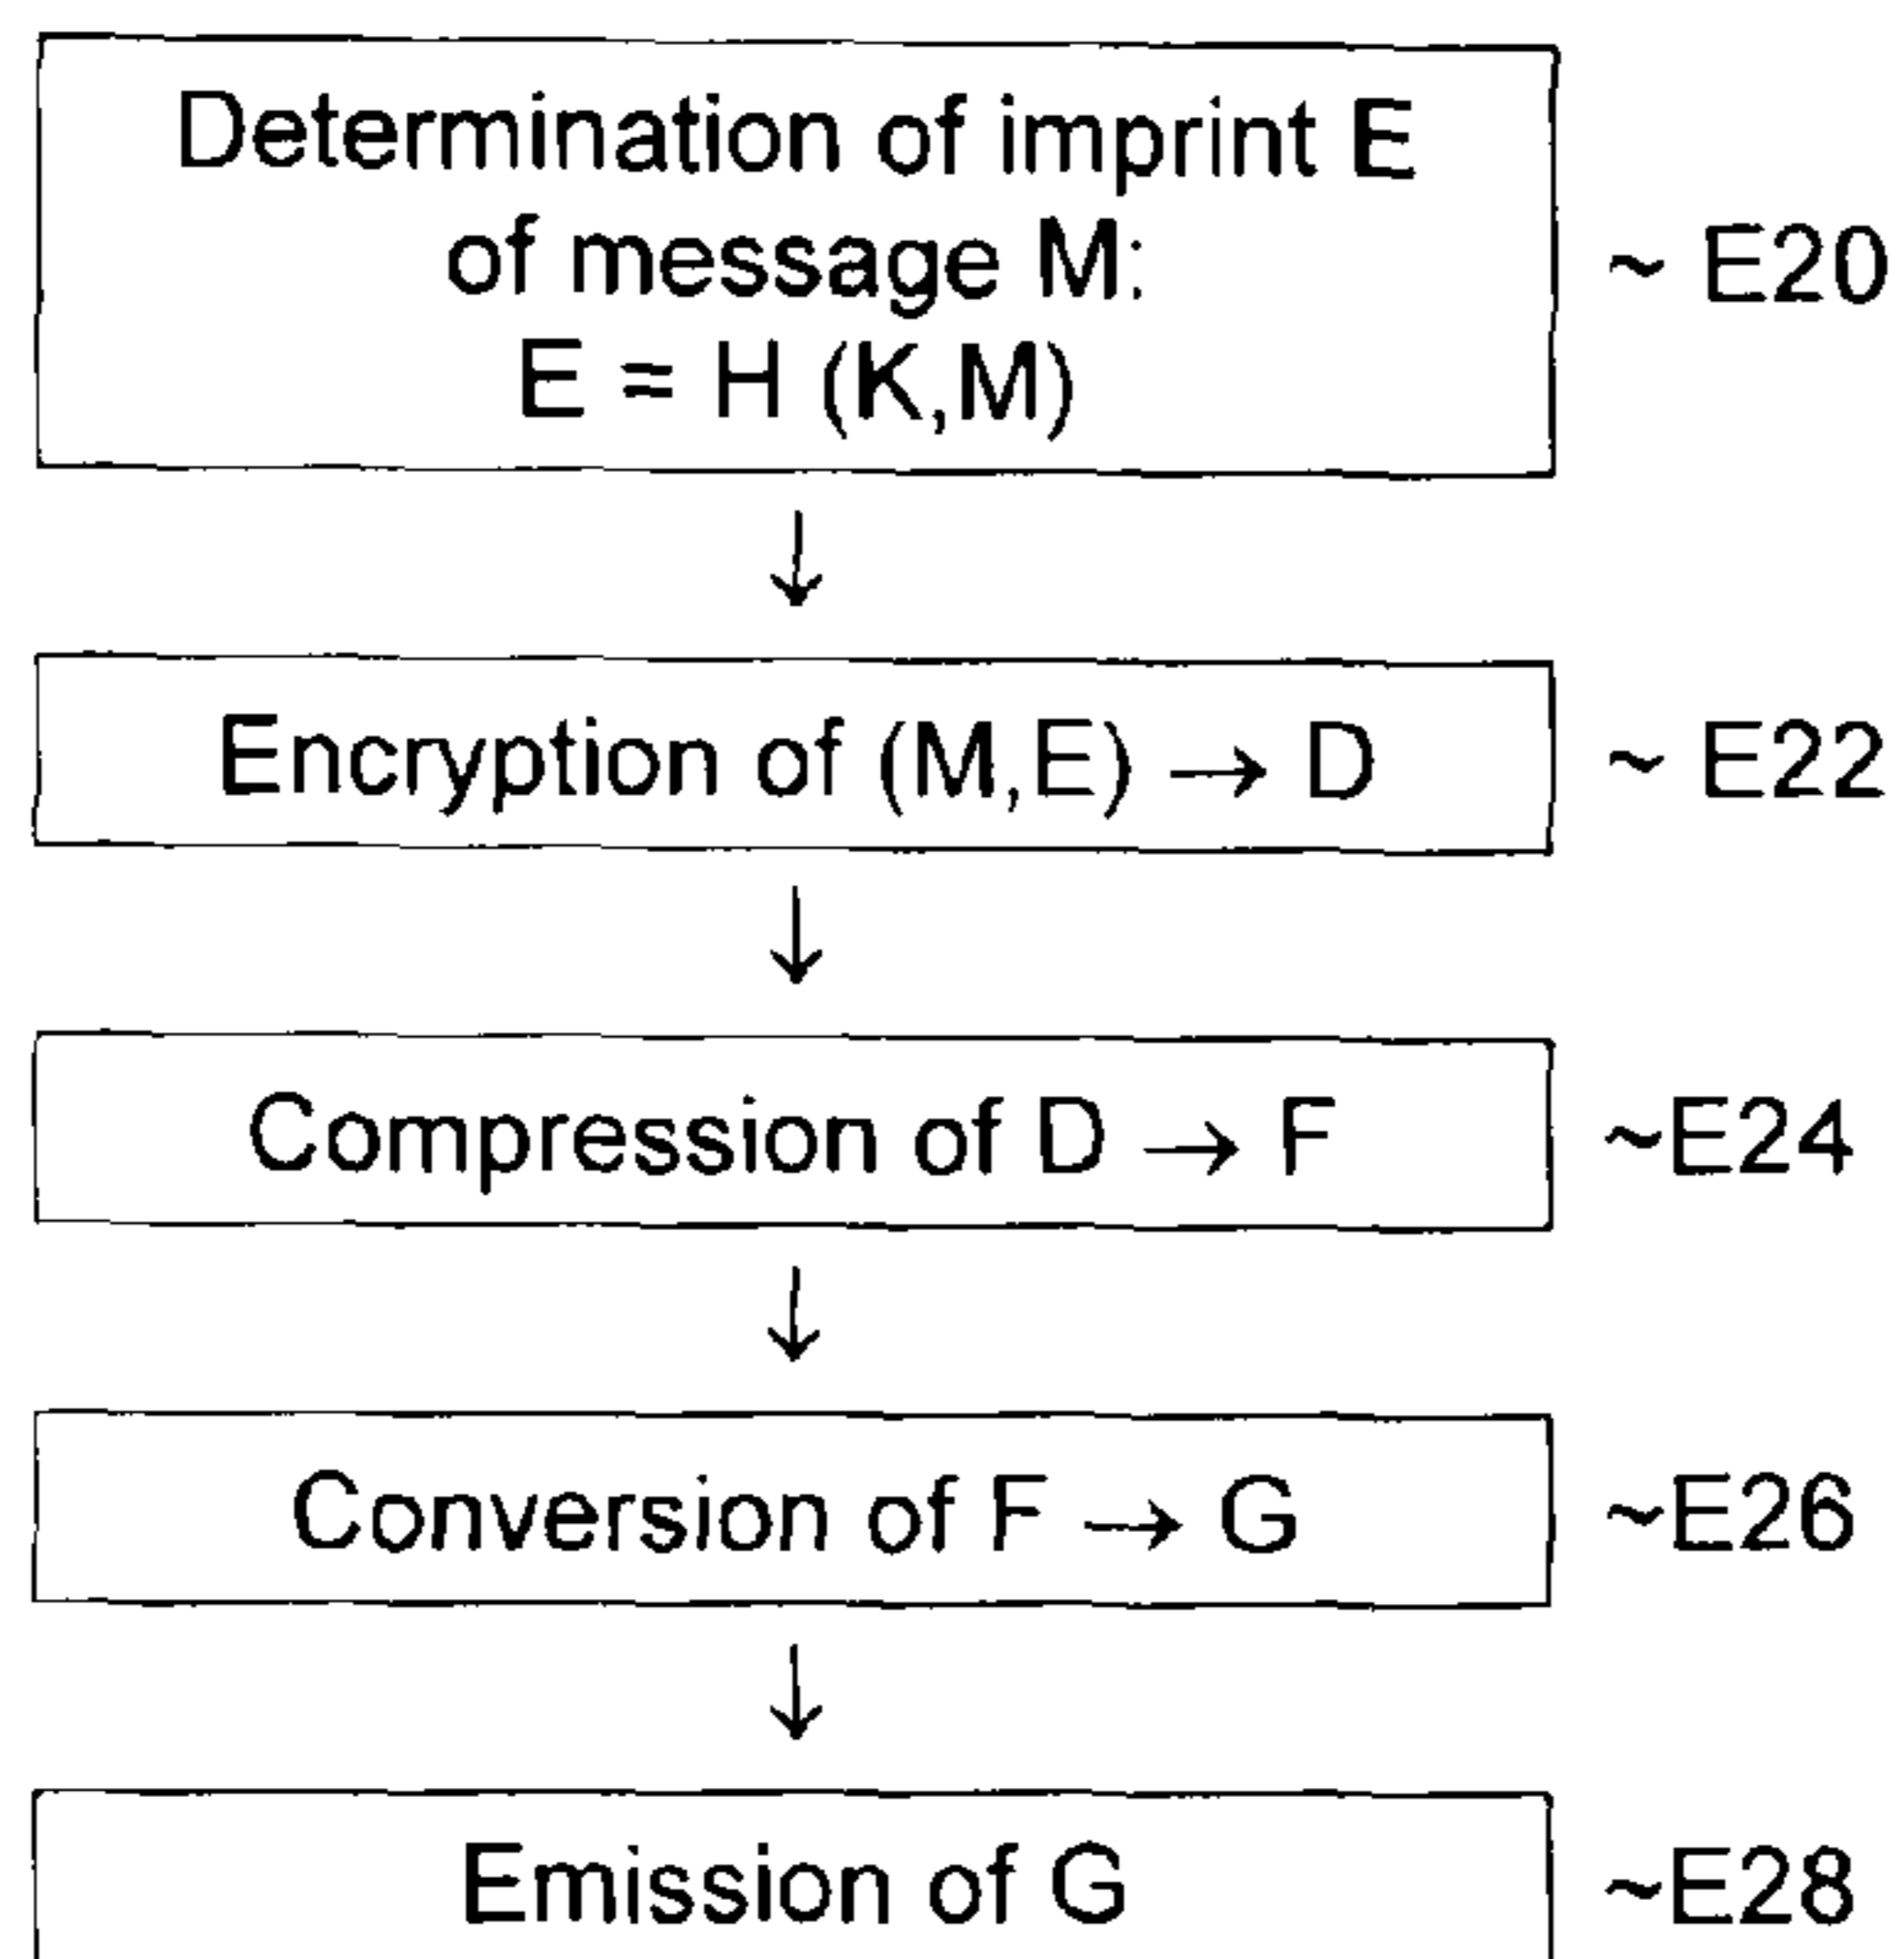 Determination of imprint E
of message M:
E = H (K,M)
~ E20
Encryption of (M,E) → D
~ E22
Compression of D → F
~E24
Conversion of F → G
~E26
Emission of G
~E28